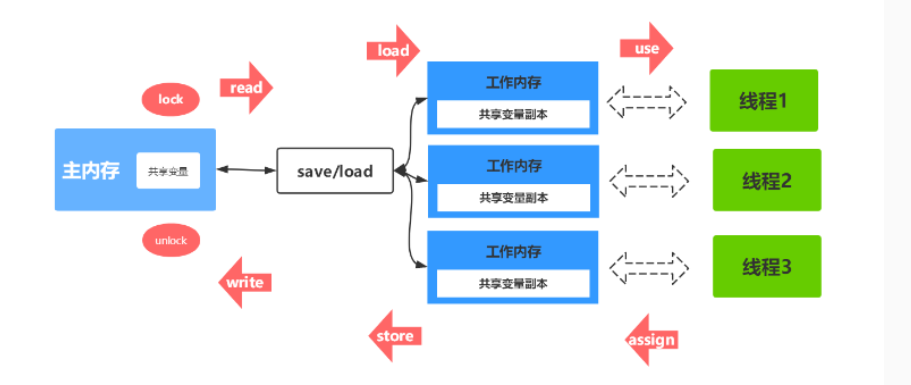 load
use
read
lock
工作内存
共享变量副本
线程1
主内存
共享变量
save/load
工作内存
共享变量副本
线程2
unlock
工作内存
共享变量副本
线程3
write
store
assign